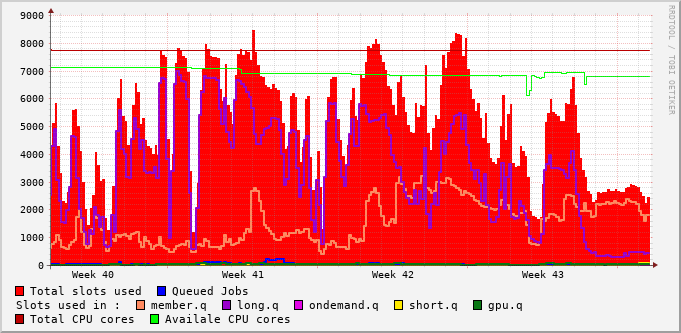 9000
8000
7000
6000
5000
4000
3000
2000
1000
0
Week 40 Week 41 Week 42 Week 43
RRDTOOL / TOBI OETIKER
Total slots used Queued Jobs
Slots used in : member.q long.q ondemand.q short.q gpu.q
Total CPU cores Availale CPU cores